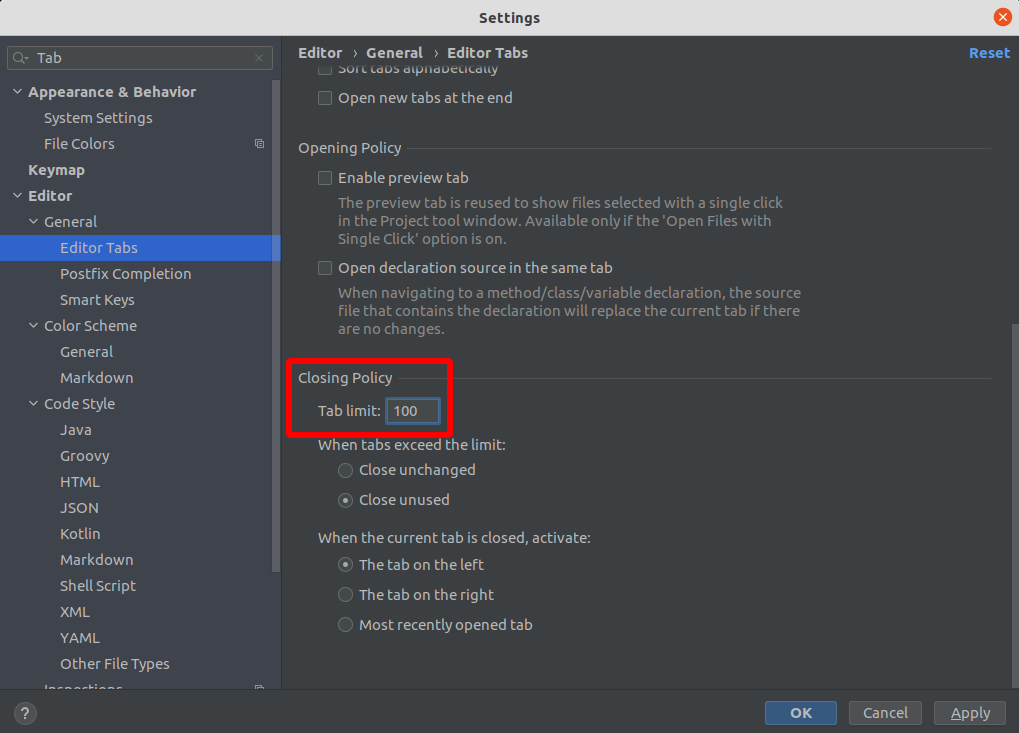 Settings
Tab
Appearance & Behavior
System Settings
File Colors
Keymap
Editor
General
Editor Tabs
Postfix Completion
Smart Keys
Color Scheme
General
Markdown
Code Style
Java
Groovy
HTML
JSON
Kotlin
Markdown
Shell Script
XML
YAML
Other File Types
Inspections
Editor › General › Editor Tabs
Reset
Sort tabs alphabetically
Open new tabs at the end
Opening Policy
Enable preview tab
The preview tab is reused to show files selected with a single click
in the Project tool window. Available only if the 'Open Files with
Single Click' option is on.
Open declaration source in the same tab
When navigating to a method/class/variable declaration, the source
file that contains the declaration will replace the current tab if there
are no changes.
Closing Policy
Tab limit: 100
When tabs exceed the limit:
Close unchanged
Close unused
When the current tab is closed, activate:
The tab on the left
The tab on the right
Most recently opened tab
?
OK
Cancel
Apply